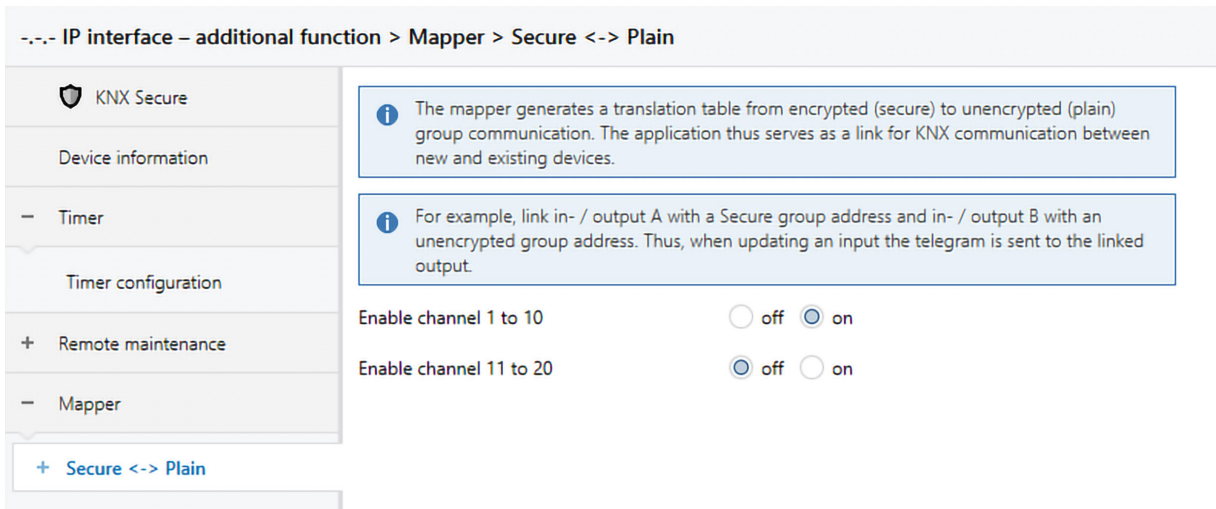 -.-.- IP interface – additional function > Mapper > Secure <-> Plain
KNX Secure
Device information
− Timer
Timer configuration
+ Remote maintenance
− Mapper
+ Secure <-> Plain
The mapper generates a translation table from encrypted (secure) to unencrypted (plain)
group communication. The application thus serves as a link for KNX communication between
new and existing devices.
For example, link in- / output A with a Secure group address and in- / output B with an
unencrypted group address. Thus, when updating an input the telegram is sent to the linked
output.
Enable channel 1 to 10 off on
Enable channel 11 to 20 off on